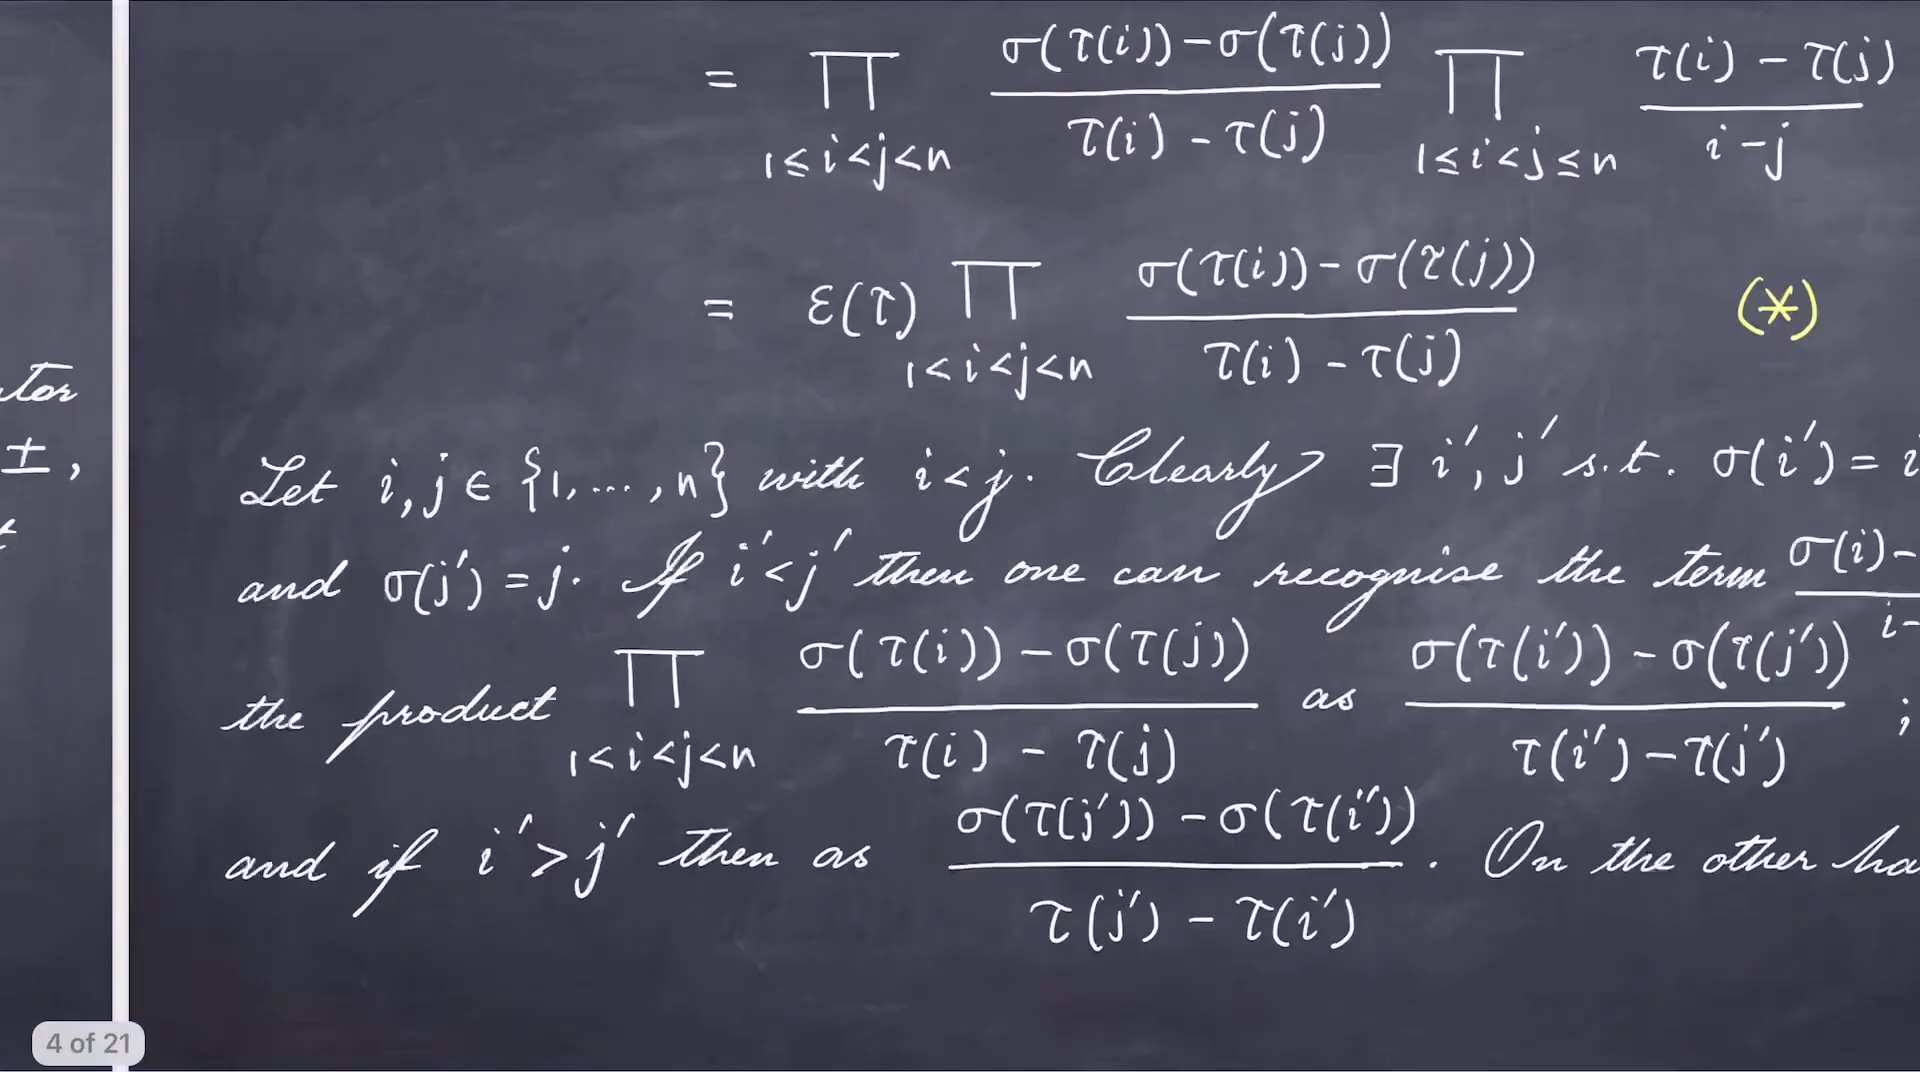 = ∏_{1≤i<j<n} (σ(τ(i)) − σ(τ(j))) / (τ(i) − τ(j)) ∏_{1≤i<j≤n} (τ(i) − τ(j)) / (i − j)
= ε(τ) ∏_{1<i<j<n} (σ(τ(i)) − σ(τ(j))) / (τ(i) − τ(j)) (*)
tor
±,
Let i, j ∈ {1, ..., n} with i < j. Clearly ∃ i', j' s.t. σ(i') = i
and σ(j') = j. If i' < j' then one can recognise the term σ(i)− / i−
the product ∏_{1<i<j<n} (σ(τ(i)) − σ(τ(j))) / (τ(i) − τ(j)) as (σ(τ(i')) − σ(τ(j'))) / (τ(i') − τ(j')) ;
and if i' > j' then as (σ(τ(j')) − σ(τ(i'))) / (τ(j') − τ(i')). On the other ha
4 of 21